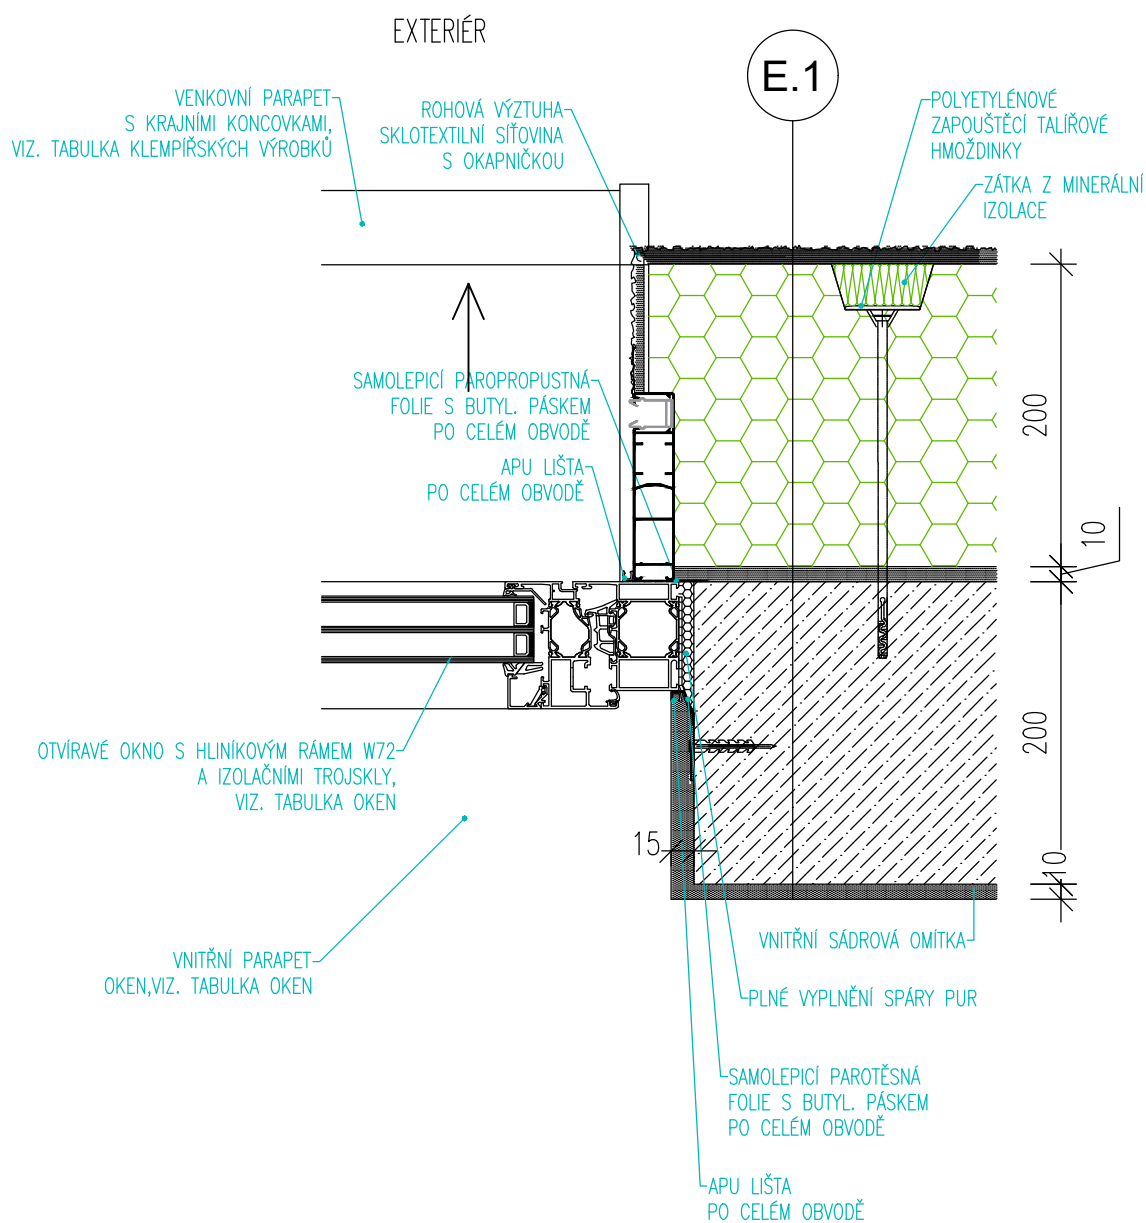 EXTERIÉR
E.1
VENKOVNÍ PARAPET
S KRAJNÍMI KONCOVKAMI,
VIZ. TABULKA KLEMPÍŘSKÝCH VÝROBKŮ
ROHOVÁ VÝZTUHA
SKLOTEXTILNÍ SÍŤOVINA
S OKAPNIČKOU
POLYETYLÉNOVÉ
ZAPOUŠTĚCÍ TALÍŘOVÉ
HMOŽDINKY
ZÁTKA Z MINERÁLNÍ
IZOLACE
SAMOLEPICÍ PAROPROPUSTNÁ
FOLIE S BUTYL. PÁSKEM
PO CELÉM OBVODĚ
APU LIŠTA
PO CELÉM OBVODĚ
200
10
200
10
15
OTVÍRAVÉ OKNO S HLINÍKOVÝM RÁMEM W72
A IZOLAČNÍMI TROJSKLY,
VIZ. TABULKA OKEN
VNITŘNÍ PARAPET
OKEN,VIZ. TABULKA OKEN
VNITŘNÍ SÁDROVÁ OMÍTKA
PLNÉ VYPLNĚNÍ SPÁRY PUR
SAMOLEPICÍ PAROTĚSNÁ
FOLIE S BUTYL. PÁSKEM
PO CELÉM OBVODĚ
APU LIŠTA
PO CELÉM OBVODĚ